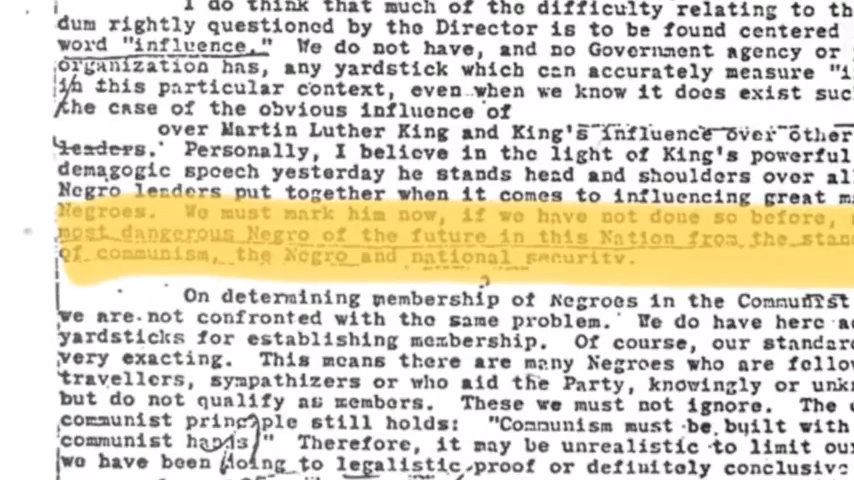 I do think that much of the difficulty relating to th
dum rightly questioned by the Director is to be found centered
word "influence." We do not have, and no Government agency or
organization has, any yardstick which can accurately measure "i
in this particular context, even when we know it does exist suc
the case of the obvious influence of
over Martin Luther King and King's influence over other
leaders. Personally, I believe in the light of King's powerful
demagogic speech yesterday he stands head and shoulders over al
Negro leaders put together when it comes to influencing great m
Negroes. We must mark him now, if we have not done so before,
most dangerous Negro of the future in this Nation from the stan
of communism, the Negro and national security.
On determining membership of Negroes in the Communist
we are not confronted with the same problem. We do have here a
yardsticks for establishing membership. Of course, our standar
very exacting. This means there are many Negroes who are fello
travellers, sympathizers or who aid the Party, knowingly or unk
but do not qualify as members. These we must not ignore. The
communist principle still holds: "Communism must be built with
communist hands." Therefore, it may be unrealistic to limit ou
we have been doing to legalistic proof or definitely conclusiv